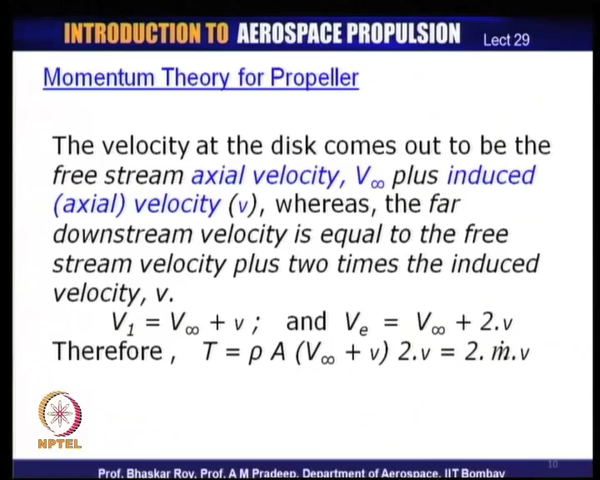 INTRODUCTION TO AEROSPACE PROPULSION Lect 29
Momentum Theory for Propeller
The velocity at the disk comes out to be the
free stream axial velocity, V∞ plus induced
(axial) velocity (v), whereas, the far
downstream velocity is equal to the free
stream velocity plus two times the induced
velocity, v.
V₁ = V∞ + v ; and Vₑ = V∞ + 2.v
Therefore , T = ρ A (V∞ + v) 2.v = 2. ṁ.v
NPTEL
10
Prof. Bhaskar Roy, Prof. A M Pradeep, Department of Aerospace, IIT Bombay